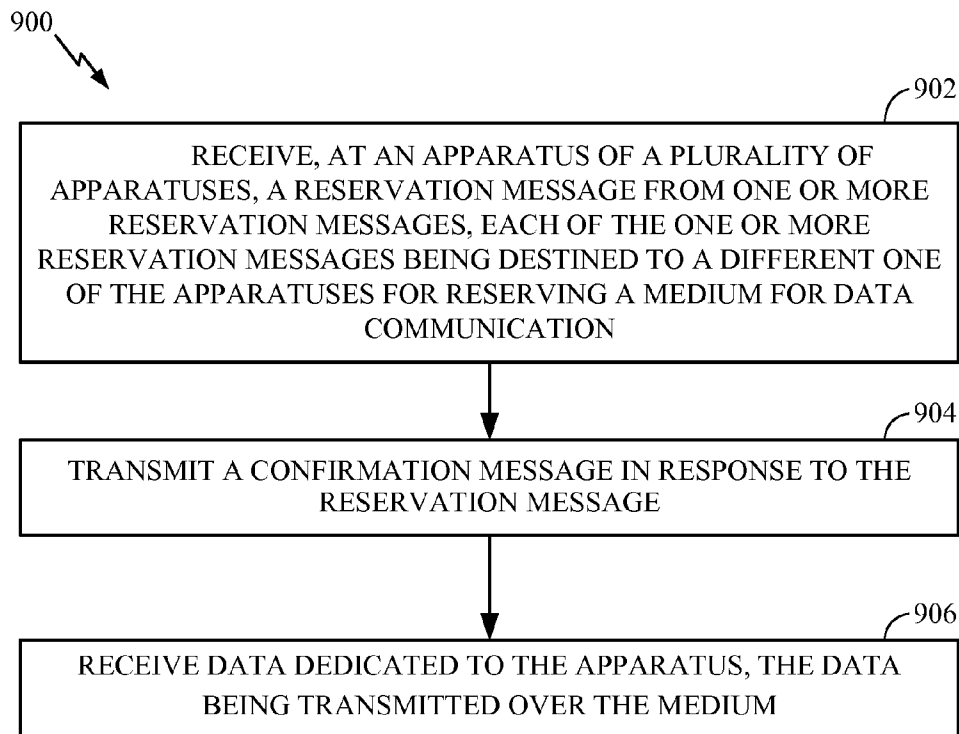 900
902
RECEIVE, AT AN APPARATUS OF A PLURALITY OF
APPARATUSES, A RESERVATION MESSAGE FROM ONE OR MORE
RESERVATION MESSAGES, EACH OF THE ONE OR MORE
RESERVATION MESSAGES BEING DESTINED TO A DIFFERENT ONE
OF THE APPARATUSES FOR RESERVING A MEDIUM FOR DATA
COMMUNICATION
904
TRANSMIT A CONFIRMATION MESSAGE IN RESPONSE TO THE
RESERVATION MESSAGE
906
RECEIVE DATA DEDICATED TO THE APPARATUS, THE DATA
BEING TRANSMITTED OVER THE MEDIUM